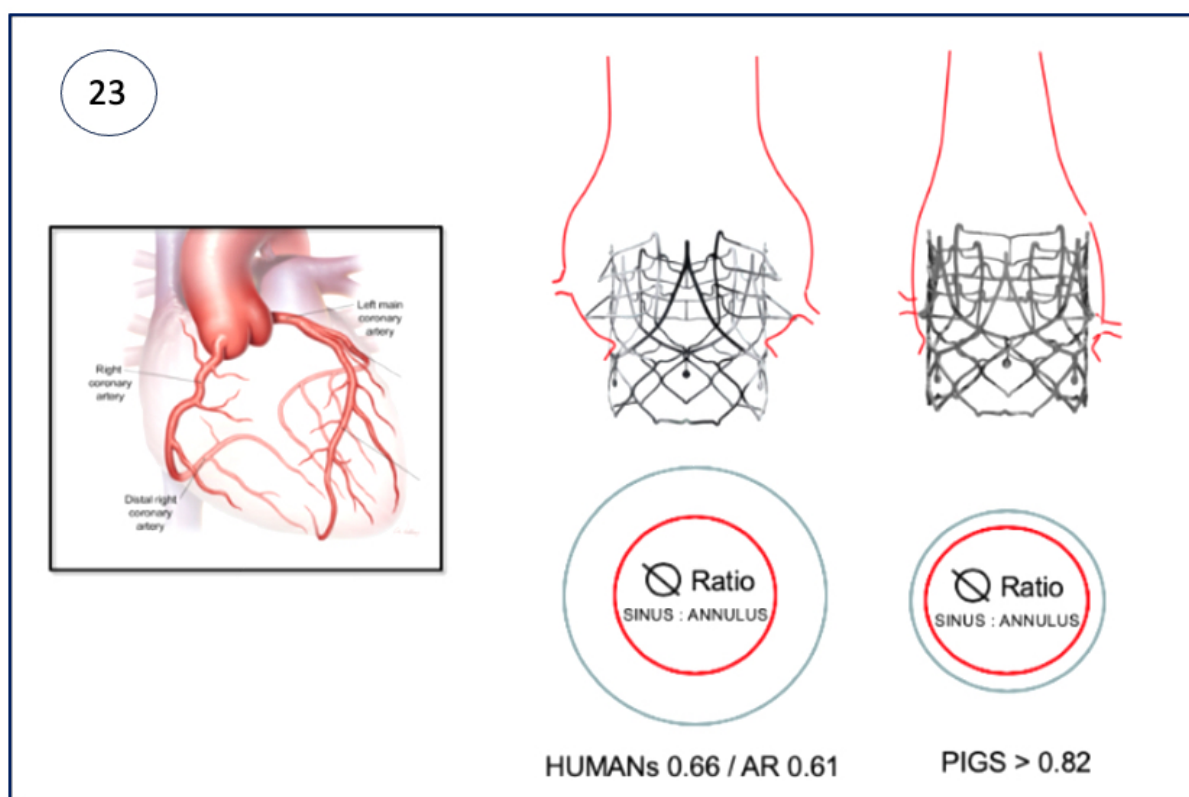 23
Left main
coronary
artery
Right
coronary
artery
Distal right
coronary
artery
Ratio
SINUS : ANNULUS
Ratio
SINUS : ANNULUS
HUMANs 0.66 / AR 0.61
PIGS > 0.82